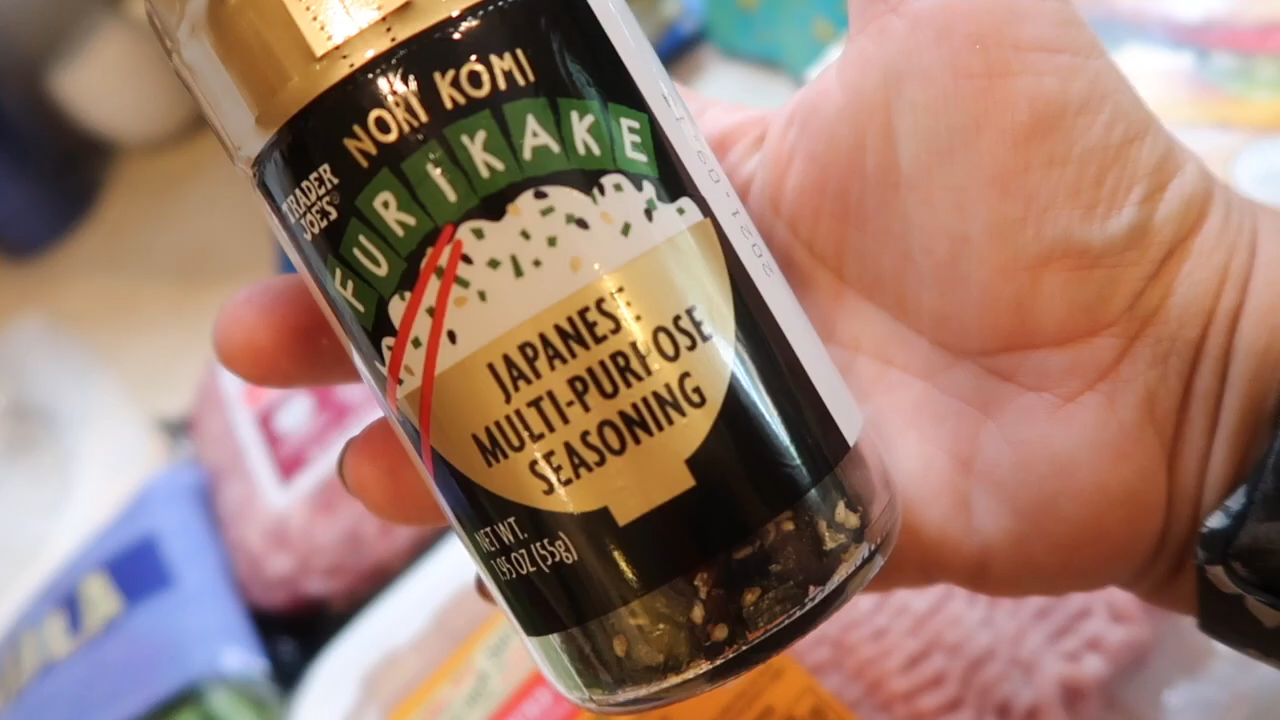 NORI KOMI
FURIKAKE
TRADER
JOE'S
JAPANESE
MULTI-PURPOSE
SEASONING
NET WT.
1.95 OZ (55g)